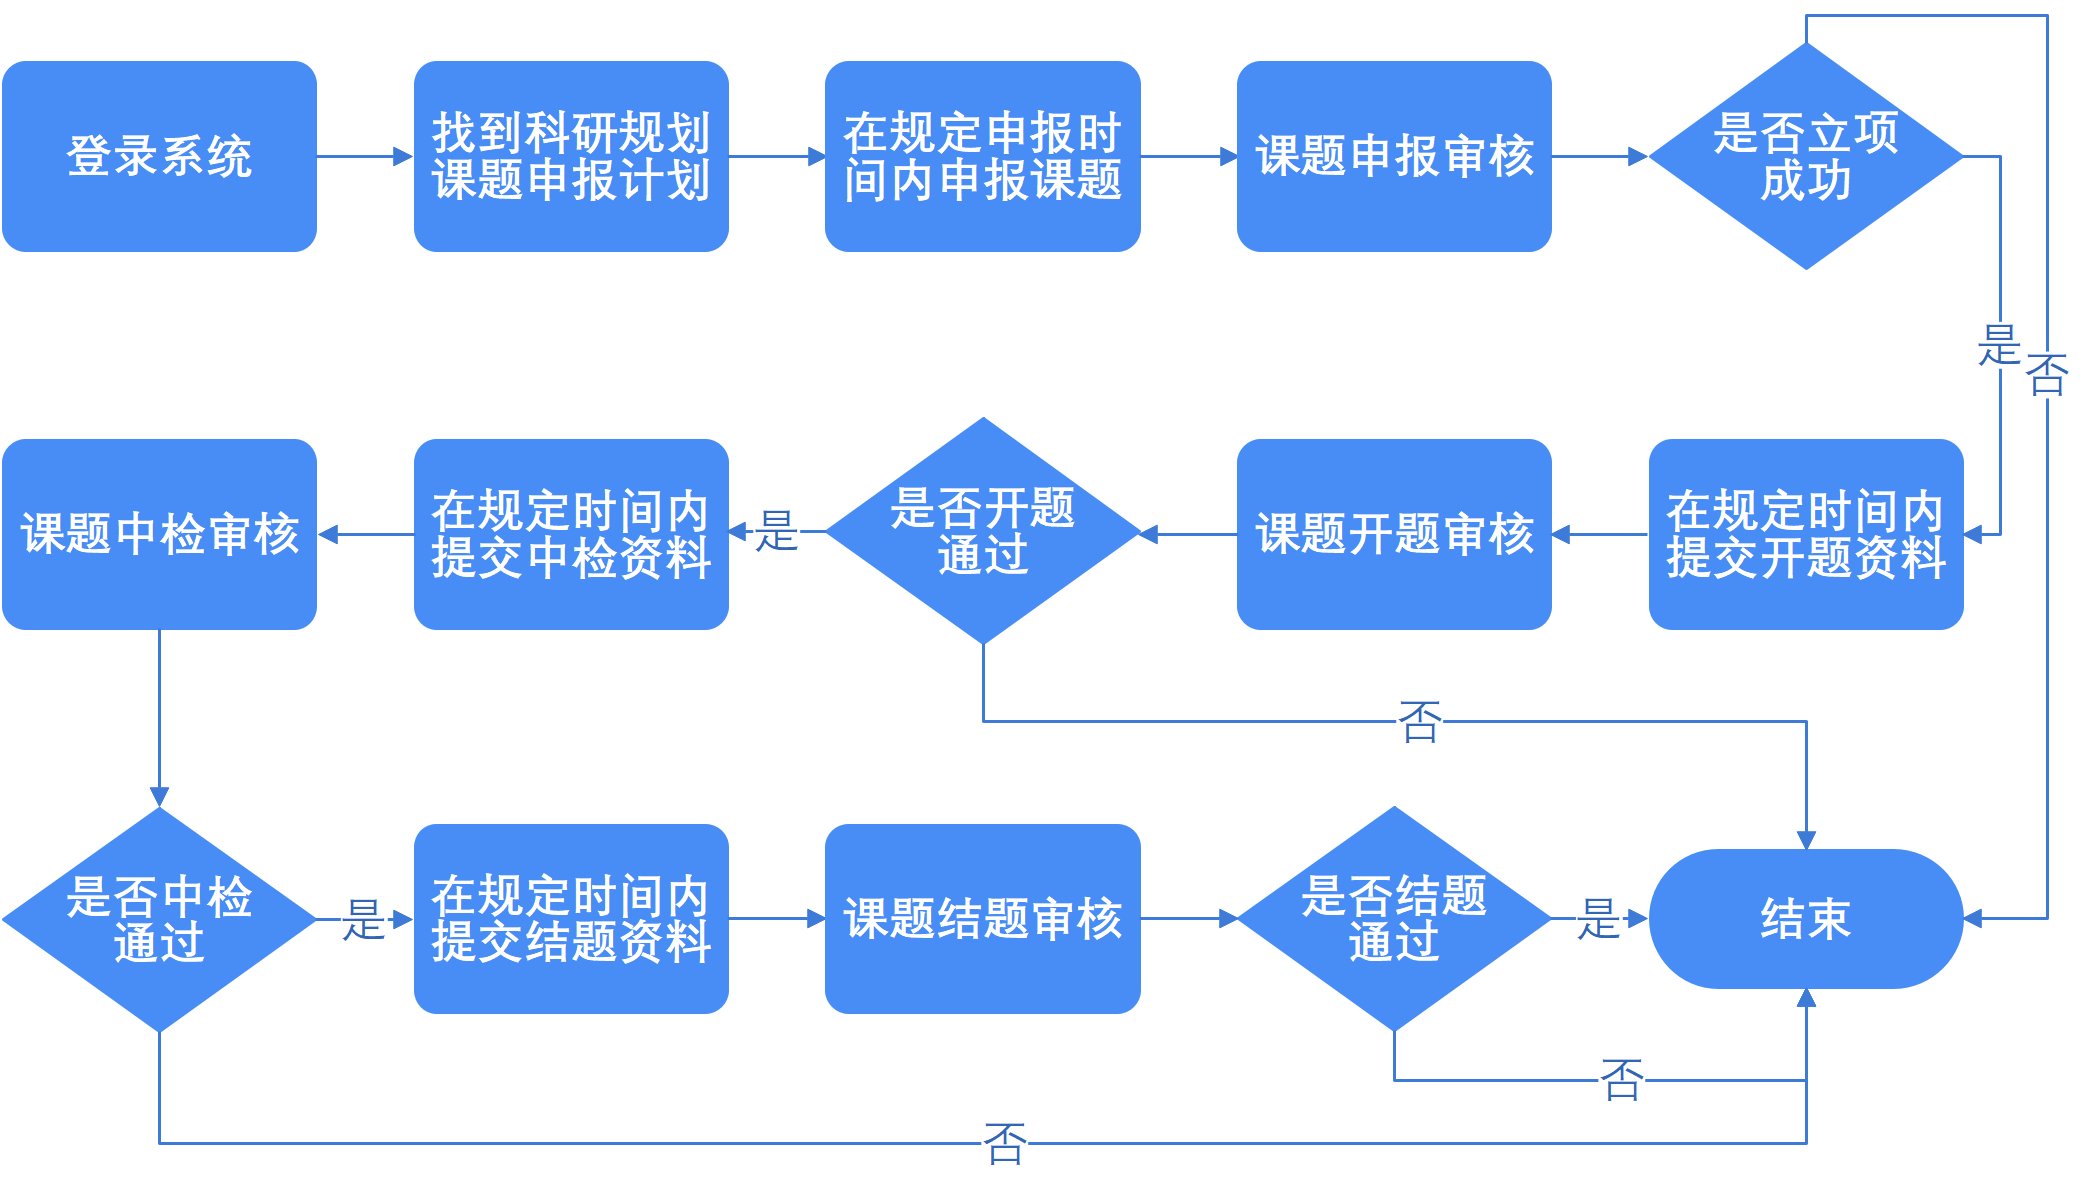 登录系统
找到科研规划
课题申报计划
在规定申报时
间内申报课题
课题申报审核
是否立项
成功
是
否
课题中检审核
在规定时间内
提交中检资料
是
是否开题
通过
课题开题审核
在规定时间内
提交开题资料
否
是否中检
通过
是
在规定时间内
提交结题资料
课题结题审核
是否结题
通过
是
结束
否
否